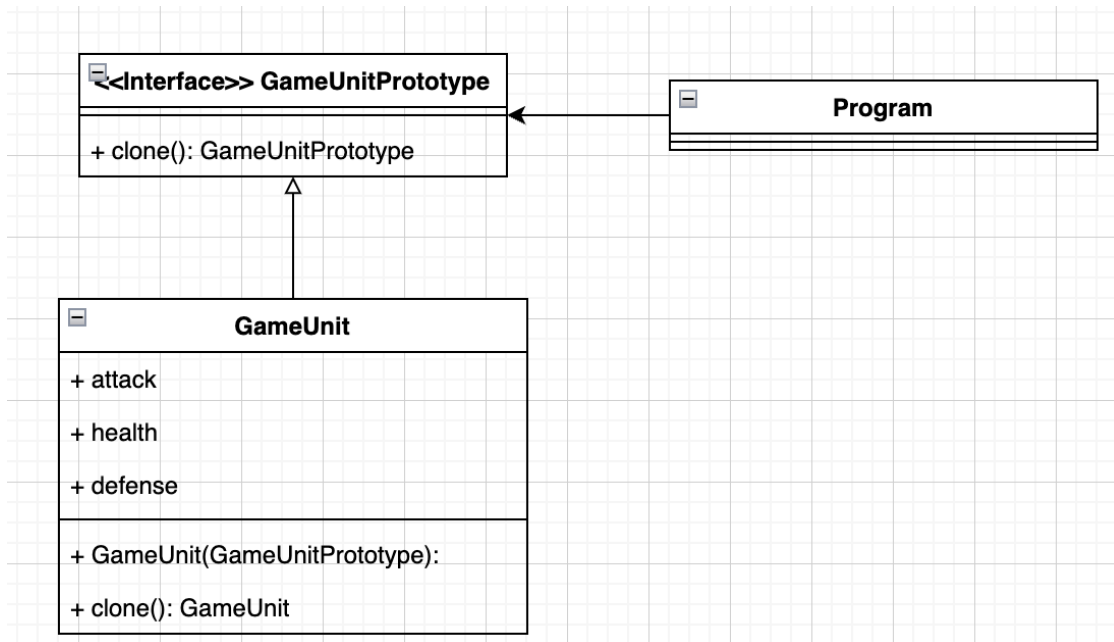 <<Interface>> GameUnitPrototype
+ clone(): GameUnitPrototype
Program
GameUnit
+ attack
+ health
+ defense
+ GameUnit(GameUnitPrototype):
+ clone(): GameUnit